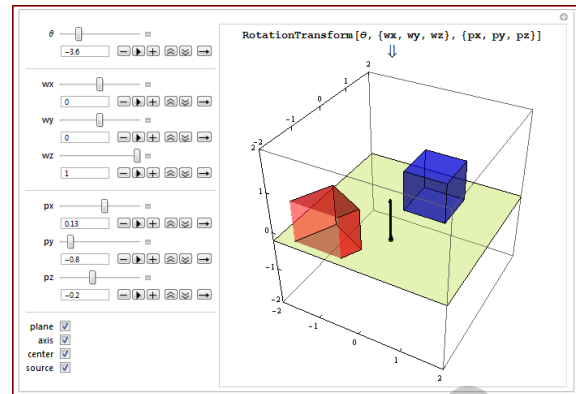 RotationTransform[θ, {wx, wy, wz}, {px, py, pz}]
⇓
θ
-3.6
wx
0
wy
0
wz
1
px
0.13
py
-0.8
pz
-0.2
plane
axis
center
source
2
1
0
-1
-2
2
1
0
-1
-2
-2
-1
0
1
2